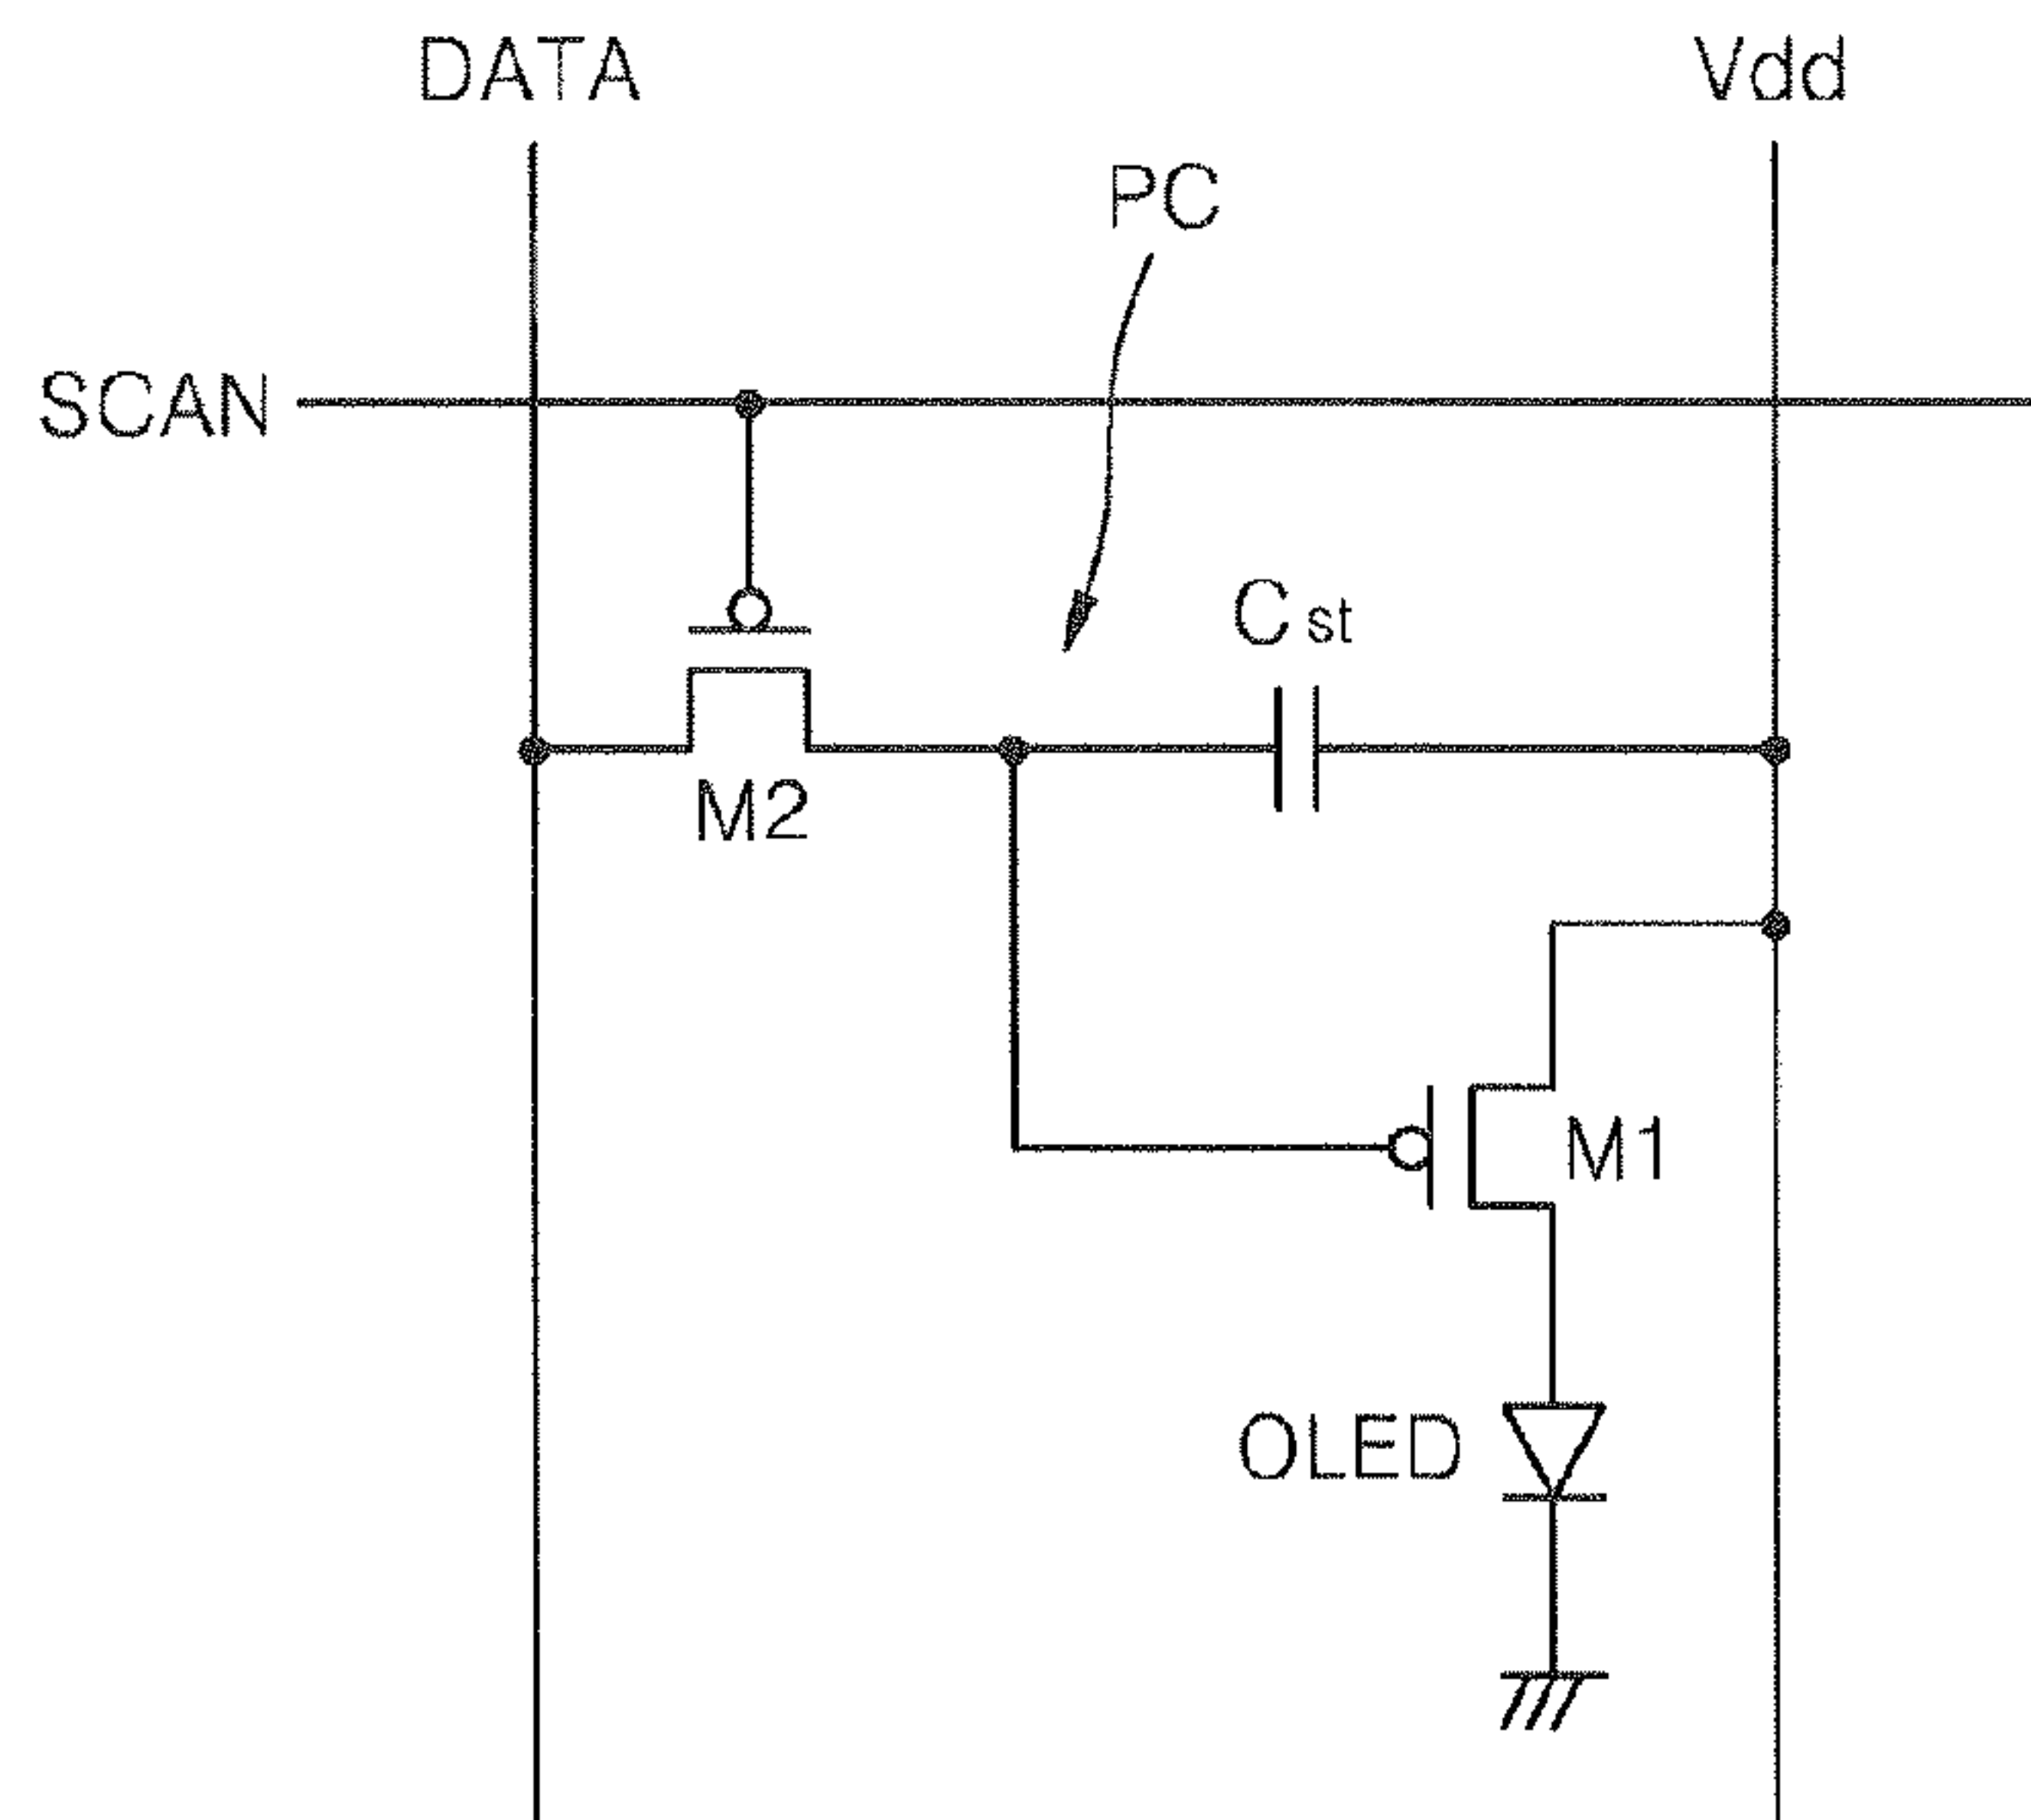 DATA
Vdd
PC
SCAN
Cst
M2
M1
OLED